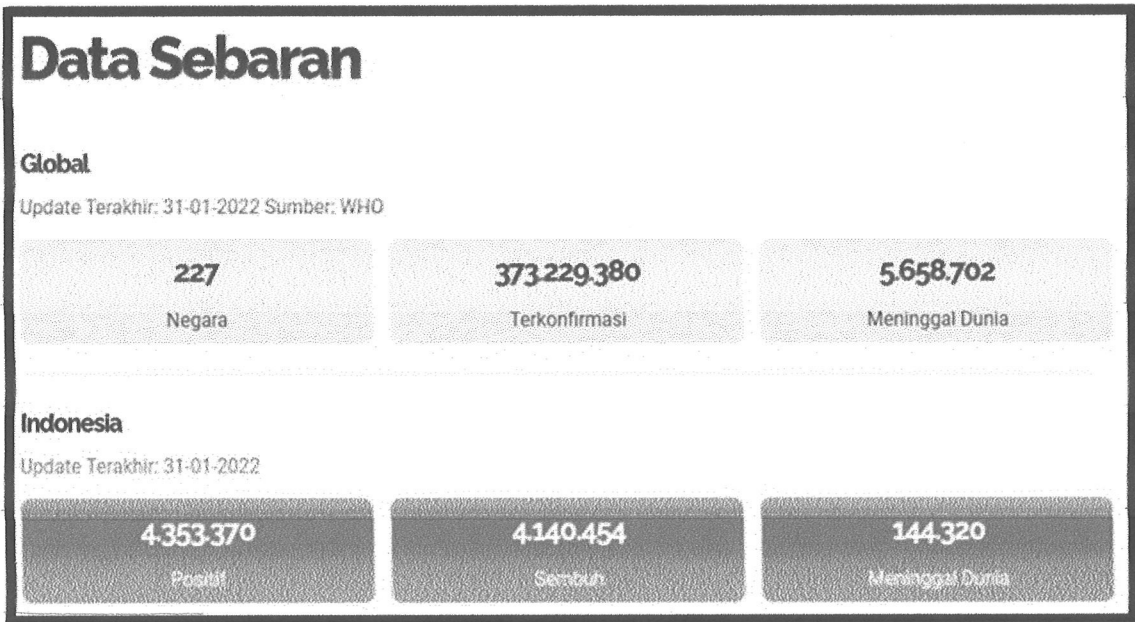 Data Sebaran
Global
Update Terakhir: 31-01-2022 Sumber: WHO
227
Negara
373.229.380
Terkonfirmasi
5.658.702
Meninggal Dunia
Indonesia
Update Terakhir: 31-01-2022
4.353.370
Positif
4.140.454
Sembuh
144.320
Meninggal Dunia